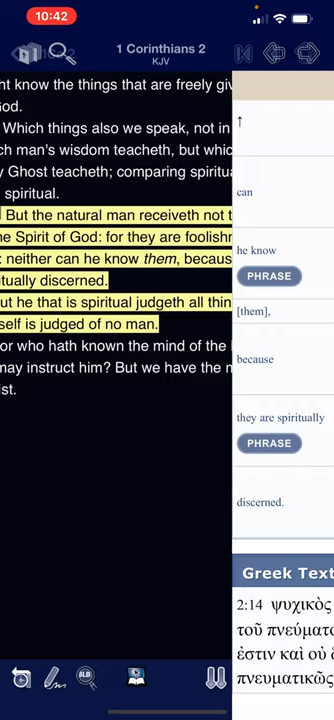 10:42
1 Corinthians 2
KJV
ht know the things that are freely giv
God.
Which things also we speak, not in
ch man's wisdom teacheth, but whic
y Ghost teacheth; comparing spiritua
spiritual.
But the natural man receiveth not t
he Spirit of God: for they are foolishn
: neither can he know them, becaus
itually discerned.
ut he that is spiritual judgeth all thin
self is judged of no man.
or who hath known the mind of the
may instruct him? But we have the m
ist.
↑
can
he know
PHRASE
[them],
because
they are spiritually
PHRASE
discerned.
Greek Text
2:14 ψυχικὸς
τοῦ πνεύματο
ἐστιν καὶ οὐ
πνευματικῶς
BLB